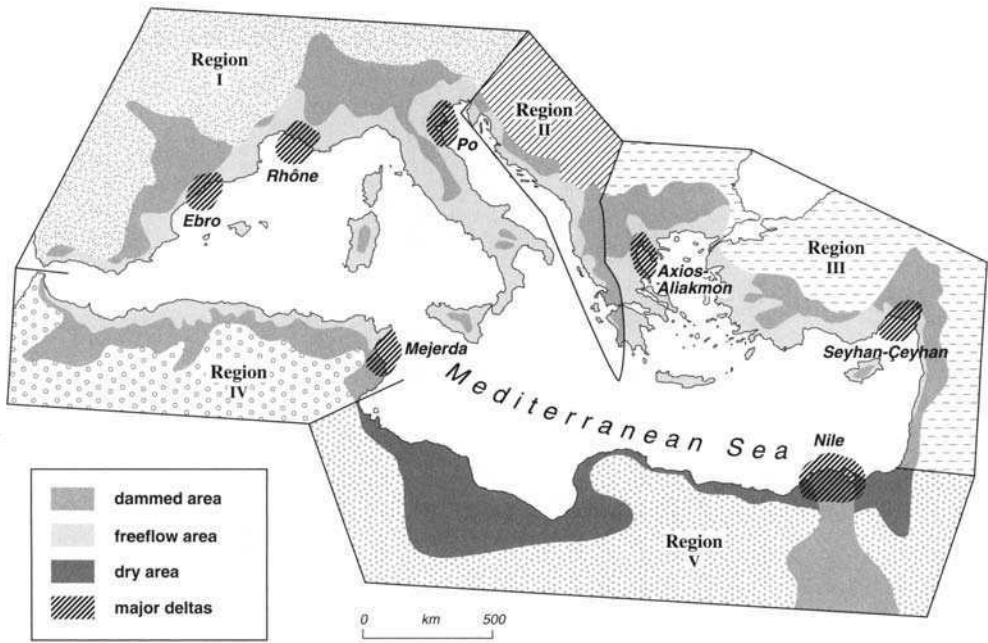 Region
I
Region
II
Po
Rhône
Ebro
Region
III
Axios-
Aliakmon
Seyhan-Çeyhan
Mejerda
Region
IV
Mediterranean Sea
Nile
Region
V
dammed area
freeflow area
dry area
major deltas
0 km 500